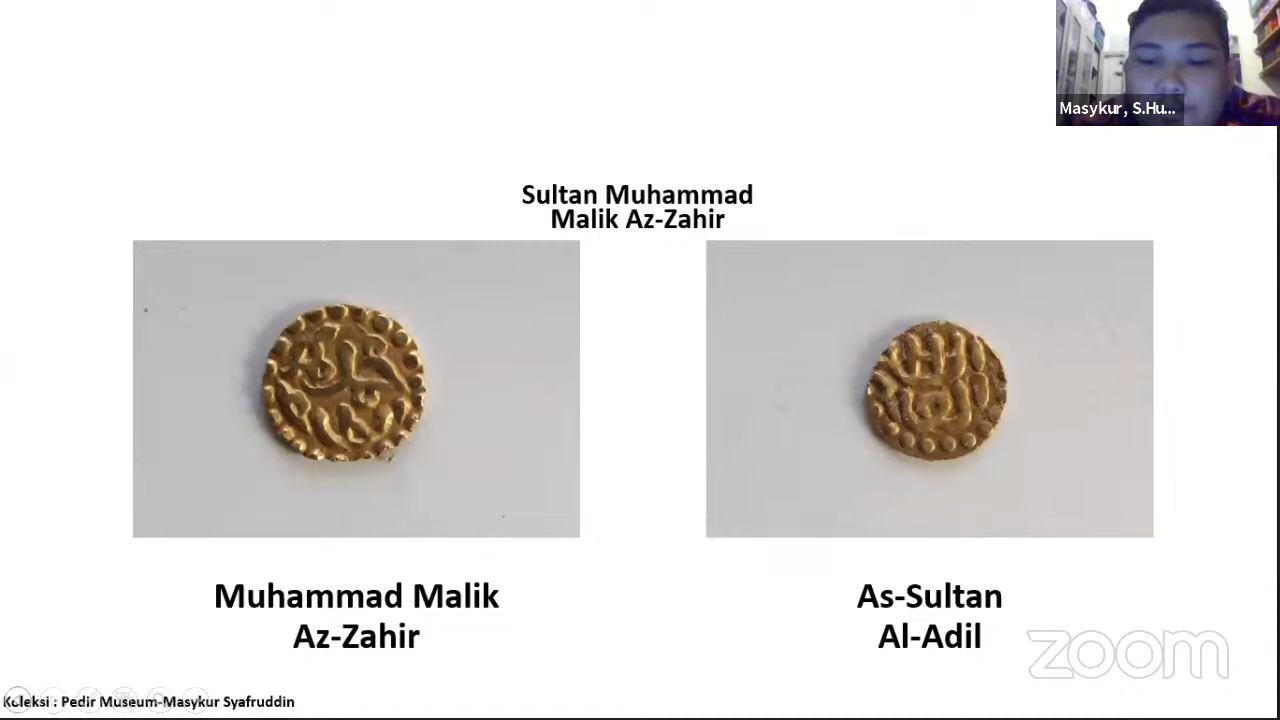 Masykur, S.Hu...
Sultan Muhammad
Malik Az-Zahir
Muhammad Malik
Az-Zahir
As-Sultan
Al-Adil
zoom
Koleksi : Pedir Museum-Masykur Syafruddin